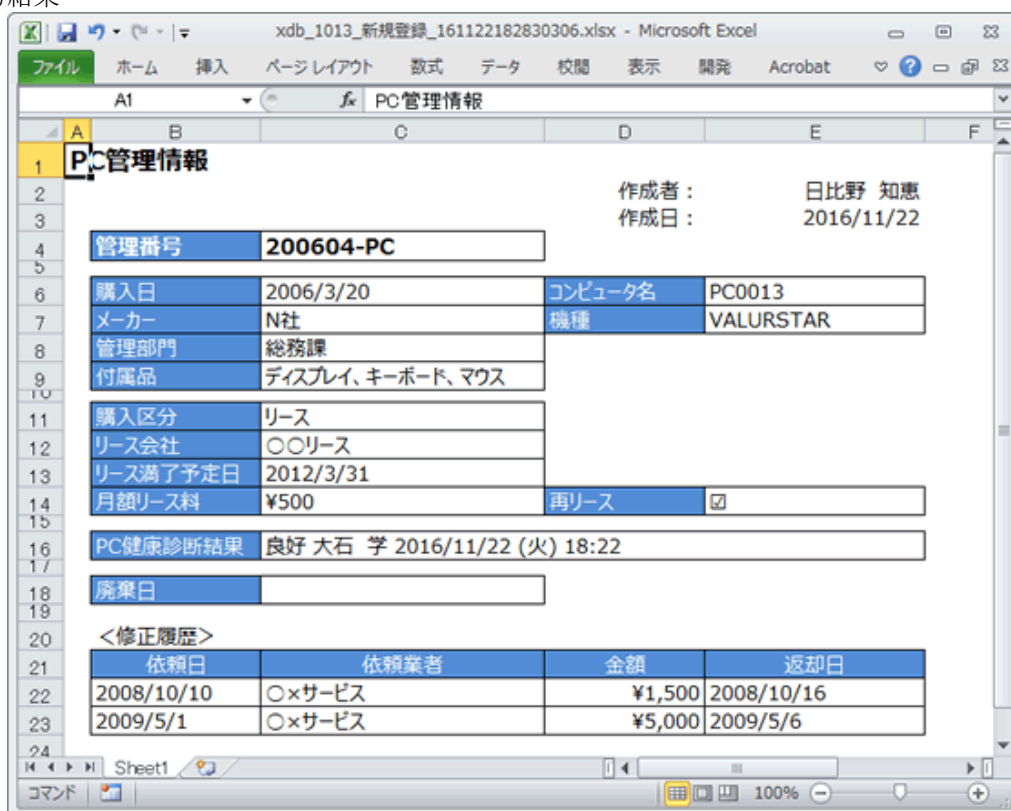 結果
xdb_1013_新規登録_161122182830306.xlsx - Microsoft Excel
ファイル ホーム 挿入 ページ レイアウト 数式 データ 校閲 表示 開発 Acrobat
A1 fx PC管理情報
A B C D E F
1 PC管理情報
2 作成者： 日比野 知恵
3 作成日： 2016/11/22
4 管理番号 200604-PC
5
6 購入日 2006/3/20 コンピュータ名 PC0013
7 メーカー N社 機種 VALURSTAR
8 管理部門 総務課
9 付属品 ディスプレイ、キーボード、マウス
10
11 購入区分 リース
12 リース会社 〇〇リース
13 リース満了予定日 2012/3/31
14 月額リース料 ¥500 再リース ☑
15
16 PC健康診断結果 良好 大石 学 2016/11/22 (火) 18:22
17
18 廃棄日
19
20 ＜修正履歴＞
21 依頼日 依頼業者 金額 返却日
22 2008/10/10 〇×サービス ¥1,500 2008/10/16
23 2009/5/1 〇×サービス ¥5,000 2009/5/6
24
Sheet1
コマンド 100%